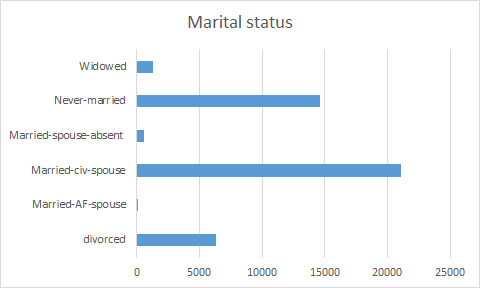 Marital status
Widowed
Never-married
Married-spouse-absent
Married-civ-spouse
Married-AF-spouse
divorced
0 5000 10000 15000 20000 25000